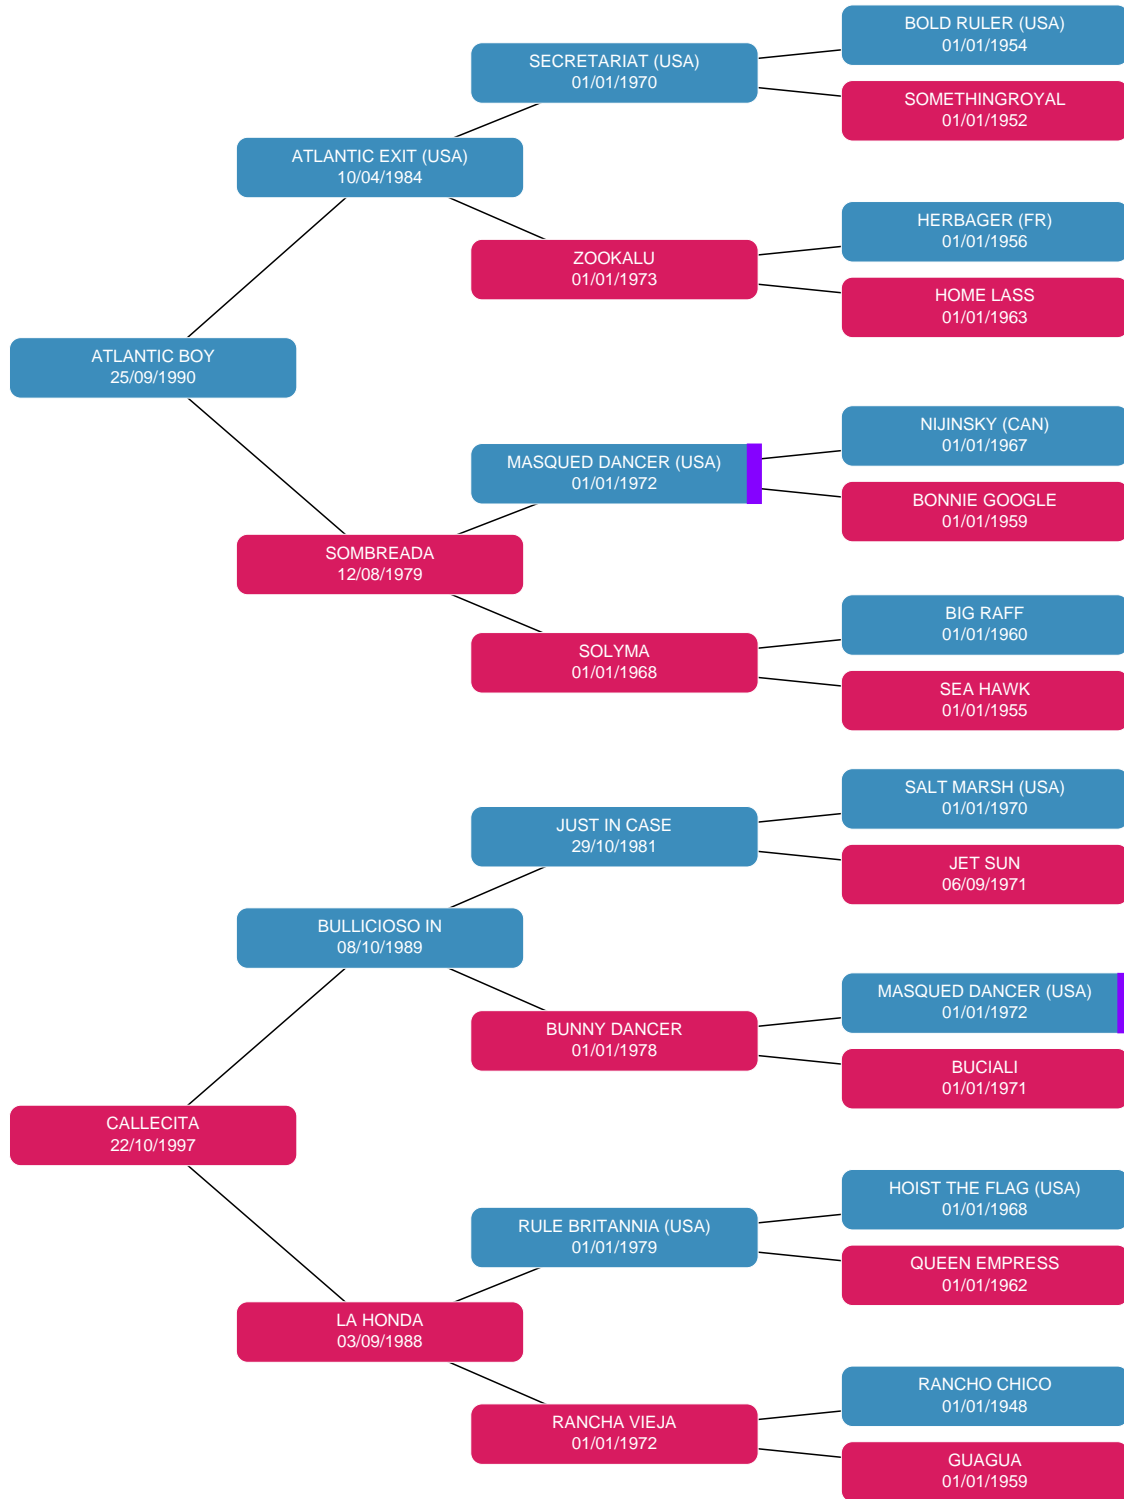 BOLD RULER (USA)
01/01/1954
SECRETARIAT (USA)
01/01/1970
SOMETHINGROYAL
01/01/1952
ATLANTIC EXIT (USA)
10/04/1984
HERBAGER (FR)
01/01/1956
ZOOKALU
01/01/1973
HOME LASS
01/01/1963
ATLANTIC BOY
25/09/1990
NIJINSKY (CAN)
01/01/1967
MASQUED DANCER (USA)
01/01/1972
BONNIE GOOGLE
01/01/1959
SOMBREADA
12/08/1979
BIG RAFF
01/01/1960
SOLYMA
01/01/1968
SEA HAWK
01/01/1955
SALT MARSH (USA)
01/01/1970
JUST IN CASE
29/10/1981
JET SUN
06/09/1971
BULLICIOSO IN
08/10/1989
MASQUED DANCER (USA)
01/01/1972
BUNNY DANCER
01/01/1978
BUCIALI
01/01/1971
CALLECITA
22/10/1997
HOIST THE FLAG (USA)
01/01/1968
RULE BRITANNIA (USA)
01/01/1979
QUEEN EMPRESS
01/01/1962
LA HONDA
03/09/1988
RANCHO CHICO
01/01/1948
RANCHA VIEJA
01/01/1972
GUAGUA
01/01/1959